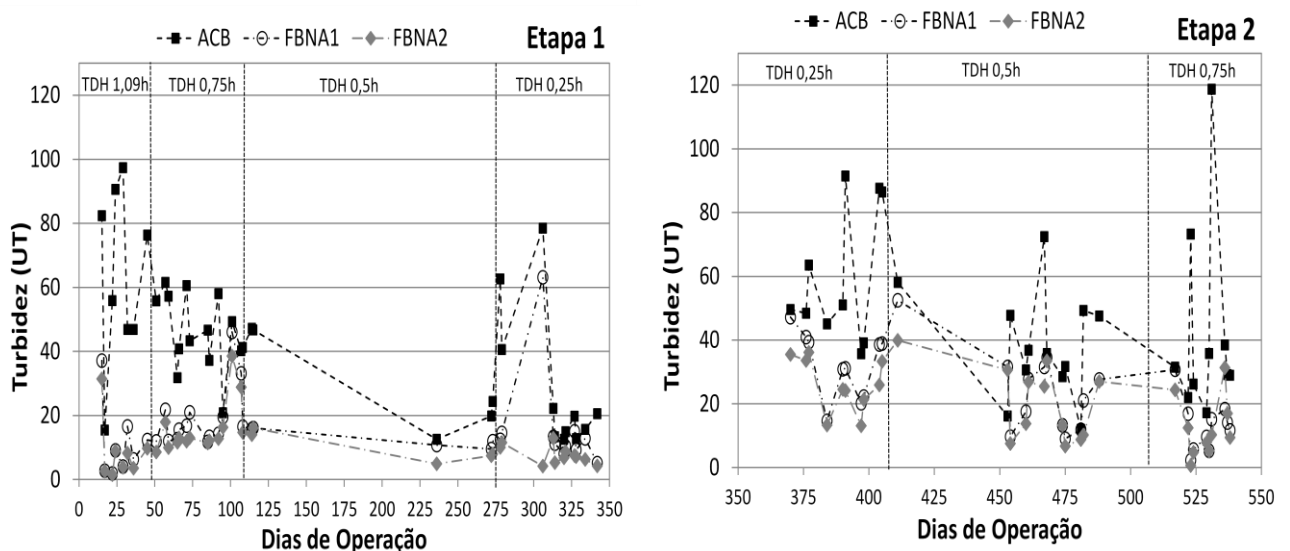 ACB FBNA1 FBNA2
Etapa 1
TDH 1,09h TDH 0,75h TDH 0,5h TDH 0,25h
Turbidez (UT)
120
100
80
60
40
20
0
0 25 50 75 100 125 150 175 200 225 250 275 300 325 350
Dias de Operação
ACB FBNA1 FBNA2
Etapa 2
TDH 0,25h TDH 0,5h TDH 0,75h
Turbidez (UT)
120
100
80
60
40
20
0
350 375 400 425 450 475 500 525 550
Dias de Operação